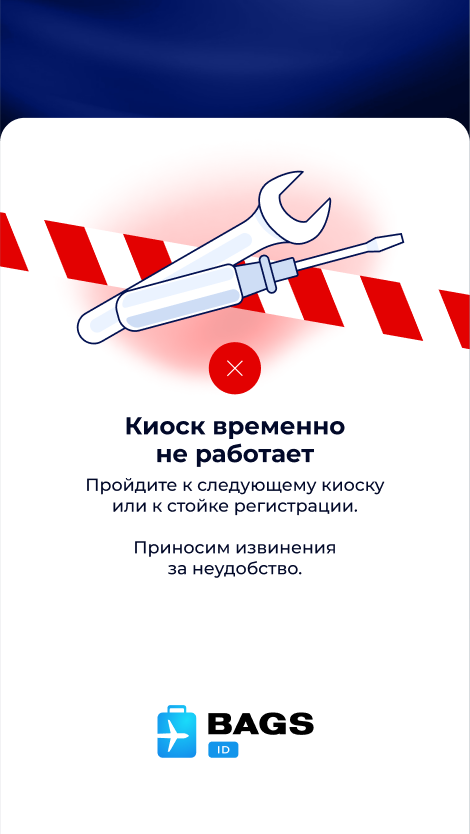 Киоск временно
не работает
Пройдите к следующему киоску
или к стойке регистрации.
Приносим извинения
за неудобство.
BAGS
ID